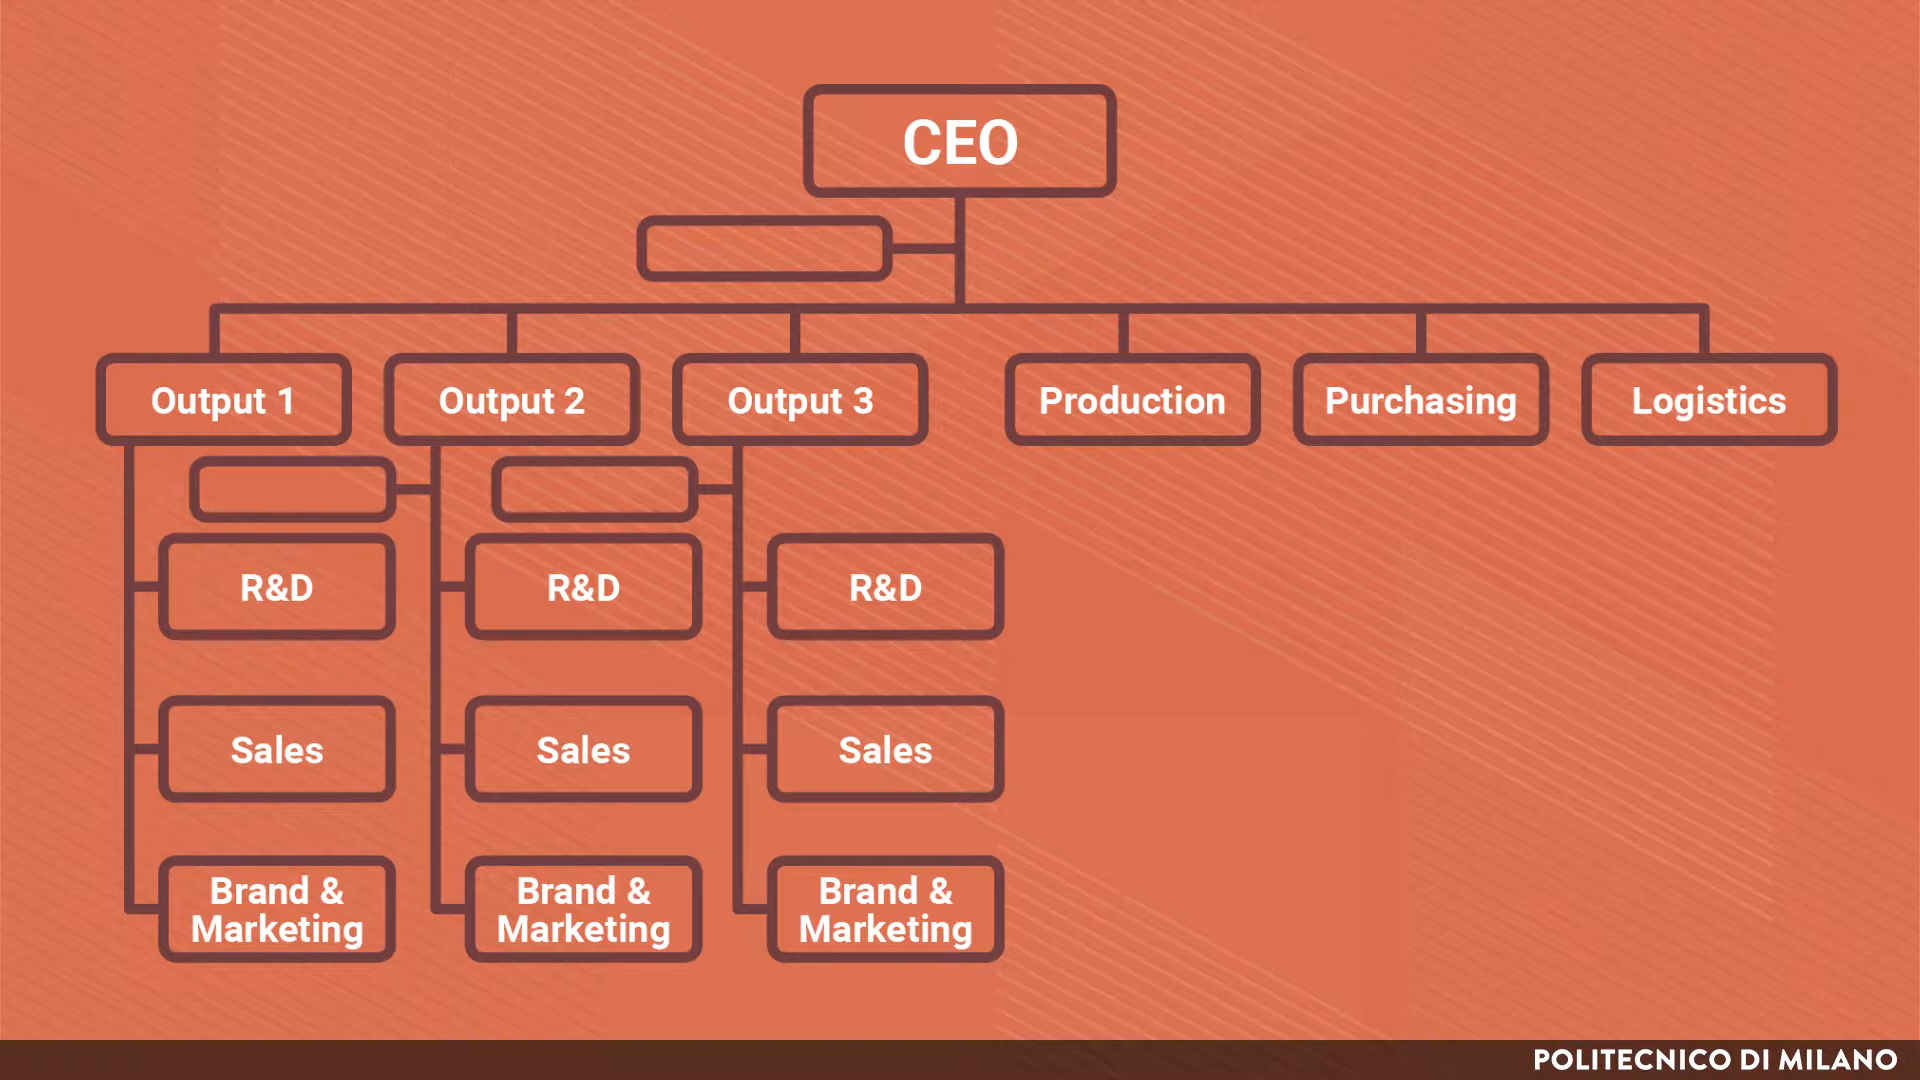 CEO
Output 1
Output 2
Output 3
Production
Purchasing
Logistics
R&D
R&D
R&D
Sales
Sales
Sales
Brand &
Marketing
Brand &
Marketing
Brand &
Marketing
POLITECNICO DI MILANO